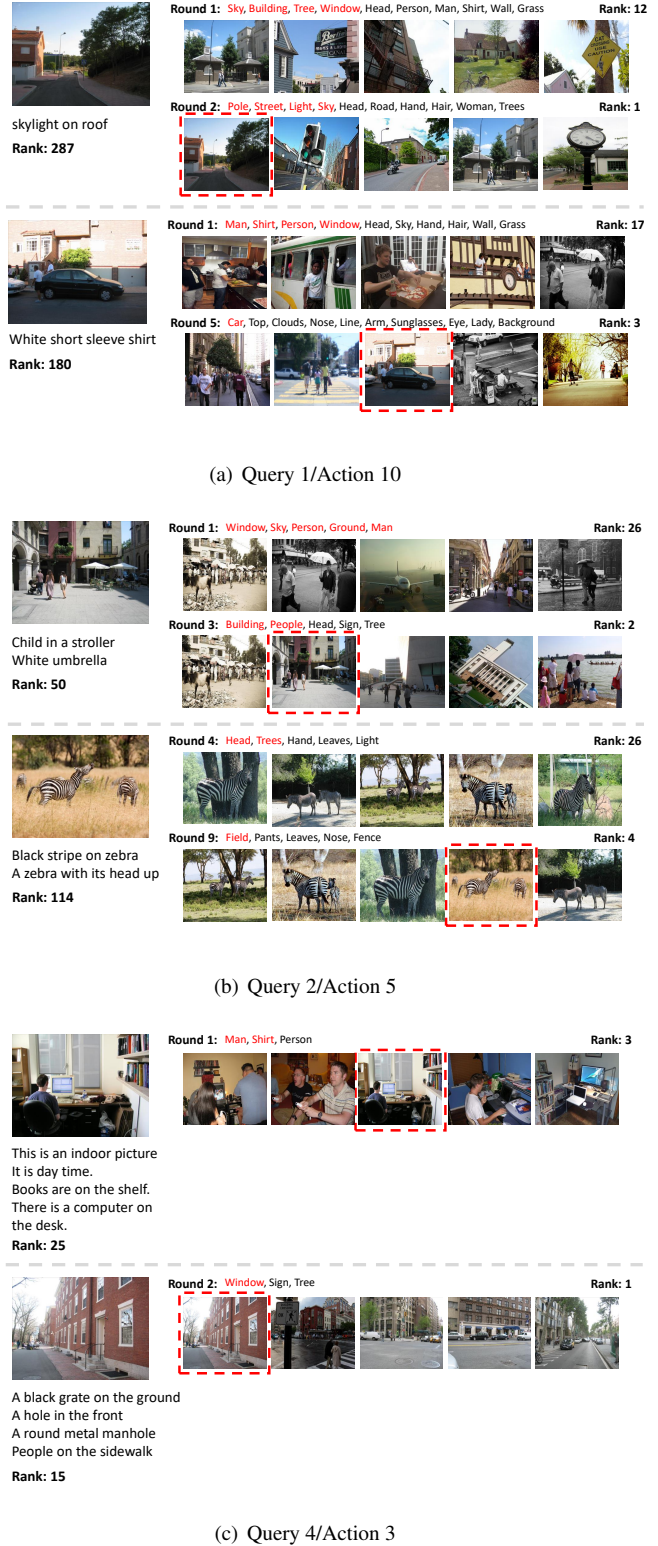 Round 1: Sky, Building, Tree, Window, Head, Person, Man, Shirt, Wall, Grass Rank: 12
skylight on roof
Rank: 287
Round 2: Pole, Street, Light, Sky, Head, Road, Hand, Hair, Woman, Trees Rank: 1
Round 1: Man, Shirt, Person, Window, Head, Sky, Hand, Hair, Wall, Grass Rank: 17
White short sleeve shirt
Rank: 180
Round 5: Car, Top, Clouds, Nose, Line, Arm, Sunglasses, Eye, Lady, Background Rank: 3
(a) Query 1/Action 10
Round 1: Window, Sky, Person, Ground, Man Rank: 26
Child in a stroller
White umbrella
Rank: 50
Round 3: Building, People, Head, Sign, Tree Rank: 2
Round 4: Head, Trees, Hand, Leaves, Light Rank: 26
Black stripe on zebra
A zebra with its head up
Rank: 114
Round 9: Field, Pants, Leaves, Nose, Fence Rank: 4
(b) Query 2/Action 5
Round 1: Man, Shirt, Person Rank: 3
This is an indoor picture
It is day time.
Books are on the shelf.
There is a computer on
the desk.
Rank: 25
Round 2: Window, Sign, Tree Rank: 1
A black grate on the ground
A hole in the front
A round metal manhole
People on the sidewalk
Rank: 15
(c) Query 4/Action 3